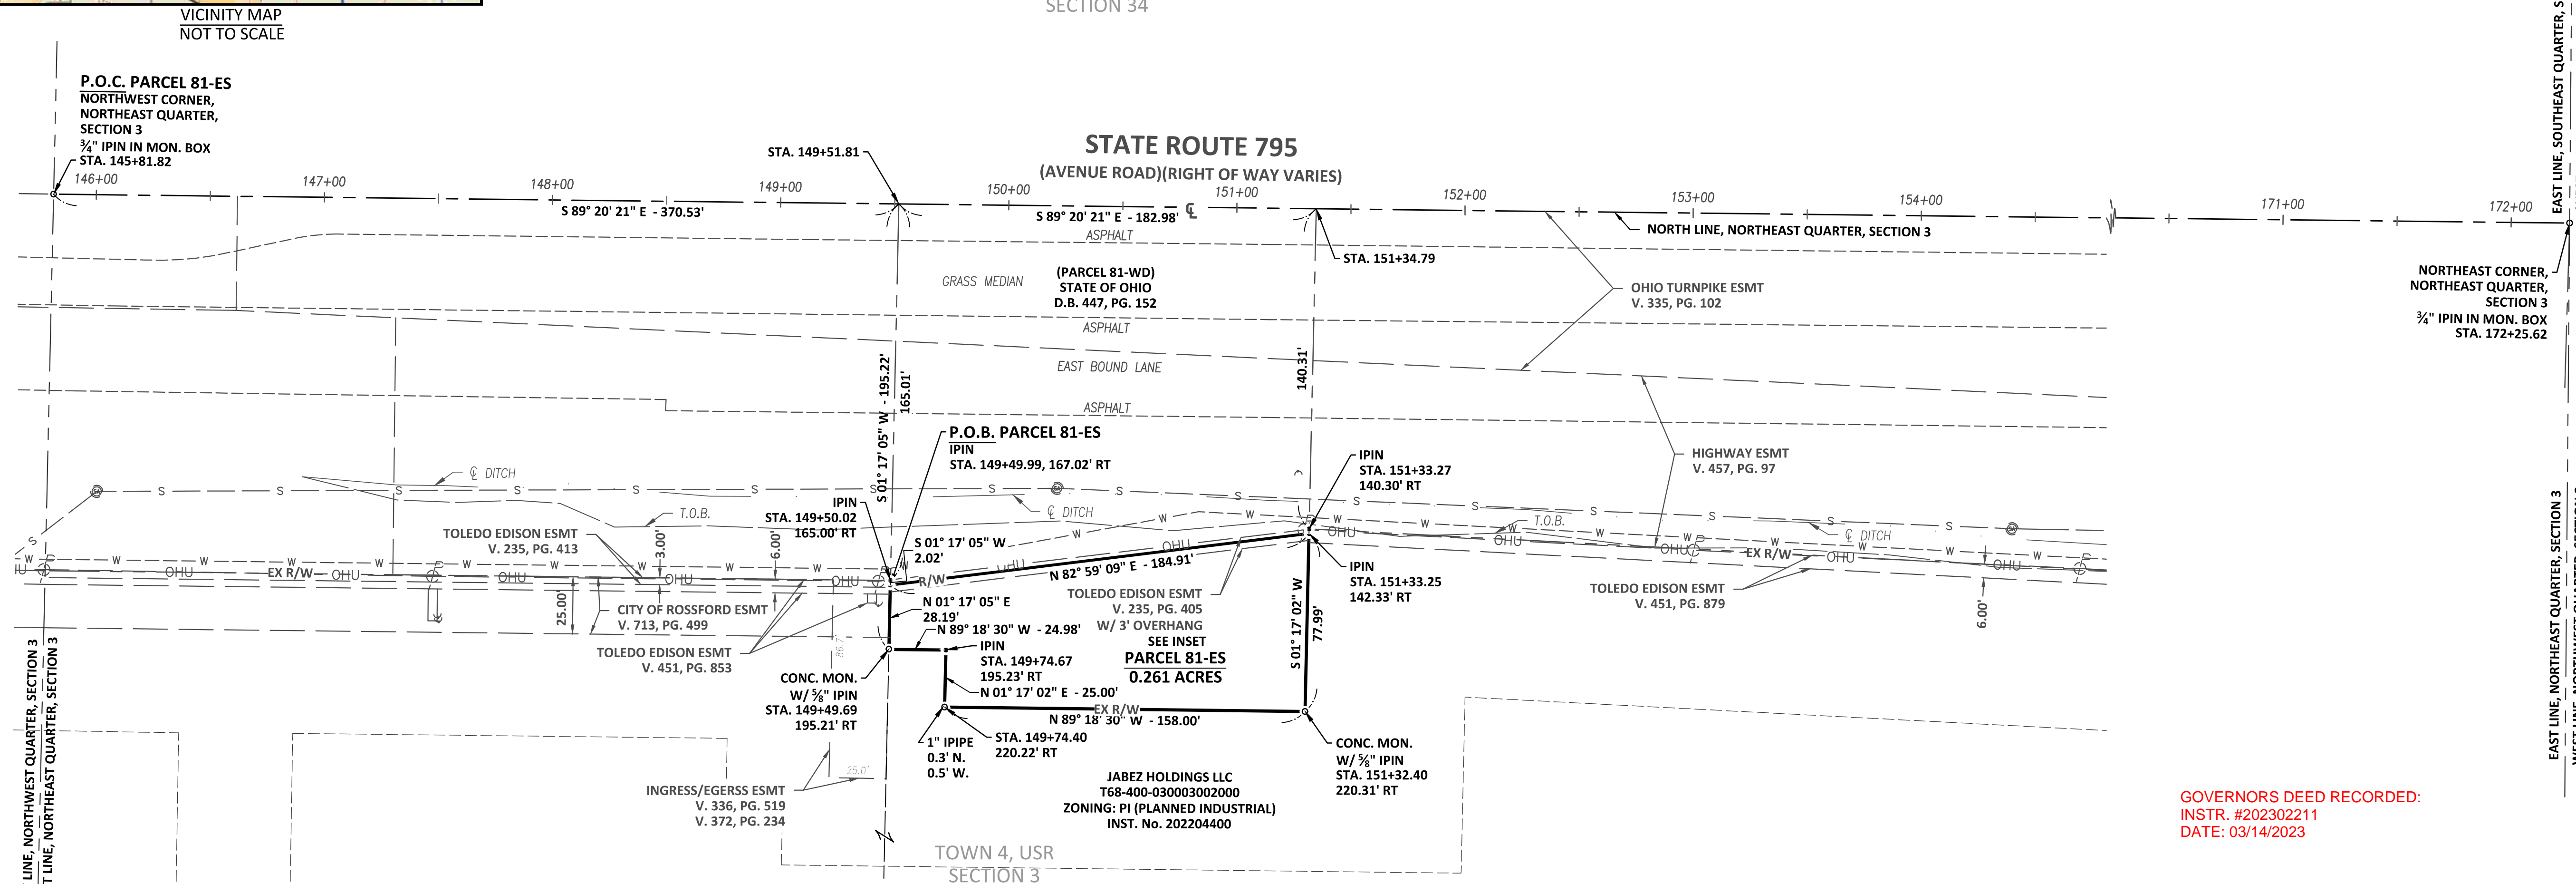 SECTION 34
VICINITY MAP
NOT TO SCALE
P.O.C. PARCEL 81-ES
NORTHWEST CORNER,
NORTHEAST QUARTER,
SECTION 3
¾" IPIN IN MON. BOX
STA. 145+81.82
STATE ROUTE 795
(AVENUE ROAD)(RIGHT OF WAY VARIES)
STA. 149+51.81
146+00
147+00
148+00
149+00
150+00
151+00
152+00
153+00
154+00
171+00
172+00
S 89° 20' 21" E - 370.53'
S 89° 20' 21" E - 182.98'
℄
NORTH LINE, NORTHEAST QUARTER, SECTION 3
STA. 151+34.79
ASPHALT
GRASS MEDIAN
(PARCEL 81-WD)
STATE OF OHIO
D.B. 447, PG. 152
ASPHALT
EAST BOUND LANE
ASPHALT
OHIO TURNPIKE ESMT
V. 335, PG. 102
NORTHEAST CORNER,
NORTHEAST QUARTER,
SECTION 3
¾" IPIN IN MON. BOX
STA. 172+25.62
EAST LINE, SOUTHEAST QUARTER, S
S 01° 17' 05" W - 195.22'
165.01'
140.31'
P.O.B. PARCEL 81-ES
IPIN
STA. 149+49.99, 167.02' RT
IPIN
STA. 151+33.27
140.30' RT
HIGHWAY ESMT
V. 457, PG. 97
℄ DITCH
T.O.B.
℄ DITCH
T.O.B.
℄ DITCH
IPIN
STA. 149+50.02
165.00' RT
TOLEDO EDISON ESMT
V. 235, PG. 413
3.00'
6.00'
S 01° 17' 05" W
2.02'
R/W
N 82° 59' 09" E - 184.91'
IPIN
STA. 151+33.25
142.33' RT
EX R/W
EX R/W
OHU
25.00'
CITY OF ROSSFORD ESMT
V. 713, PG. 499
TOLEDO EDISON ESMT
V. 451, PG. 853
N 01° 17' 05" E
28.19'
N 89° 18' 30" W - 24.98'
TOLEDO EDISON ESMT
V. 235, PG. 405
W/ 3' OVERHANG
SEE INSET
PARCEL 81-ES
0.261 ACRES
S 01° 17' 02" W
77.99'
TOLEDO EDISON ESMT
V. 451, PG. 879
6.00'
IPIN
STA. 149+74.67
195.23' RT
N 01° 17' 02" E - 25.00'
86.7'
CONC. MON.
W/ ⅝" IPIN
STA. 149+49.69
195.21' RT
EX R/W
N 89° 18' 30" W - 158.00'
1" IPIPE
0.3' N.
0.5' W.
STA. 149+74.40
220.22' RT
CONC. MON.
W/ ⅝" IPIN
STA. 151+32.40
220.31' RT
25.0'
INGRESS/EGERSS ESMT
V. 336, PG. 519
V. 372, PG. 234
JABEZ HOLDINGS LLC
T68-400-030003002000
ZONING: PI (PLANNED INDUSTRIAL)
INST. No. 202204400
TOWN 4, USR
SECTION 3
LINE, NORTHWEST QUARTER, SECTION 3
T LINE, NORTHEAST QUARTER, SECTION 3
EAST LINE, NORTHEAST QUARTER, SECTION 3
GOVERNORS DEED RECORDED:
INSTR. #202302211
DATE: 03/14/2023